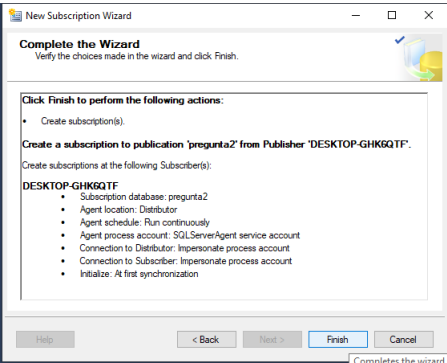 New Subscription Wizard
Complete the Wizard
Verify the choices made in the wizard and click Finish.
Click Finish to perform the following actions:
• Create subscription(s).
Create a subscription to publication 'pregunta2' from Publisher 'DESKTOP-GHK6QTF'.
Create subscriptions at the following Subscriber(s):
DESKTOP-GHK6QTF
• Subscription database: pregunta2
• Agent location: Distributor
• Agent schedule: Run continuously
• Agent process account: SQLServerAgent service account
• Connection to Distributor: Impersonate process account
• Connection to Subscriber: Impersonate process account
• Initialize: At first synchronization
Help < Back Next > Finish Cancel
Completes the wizard